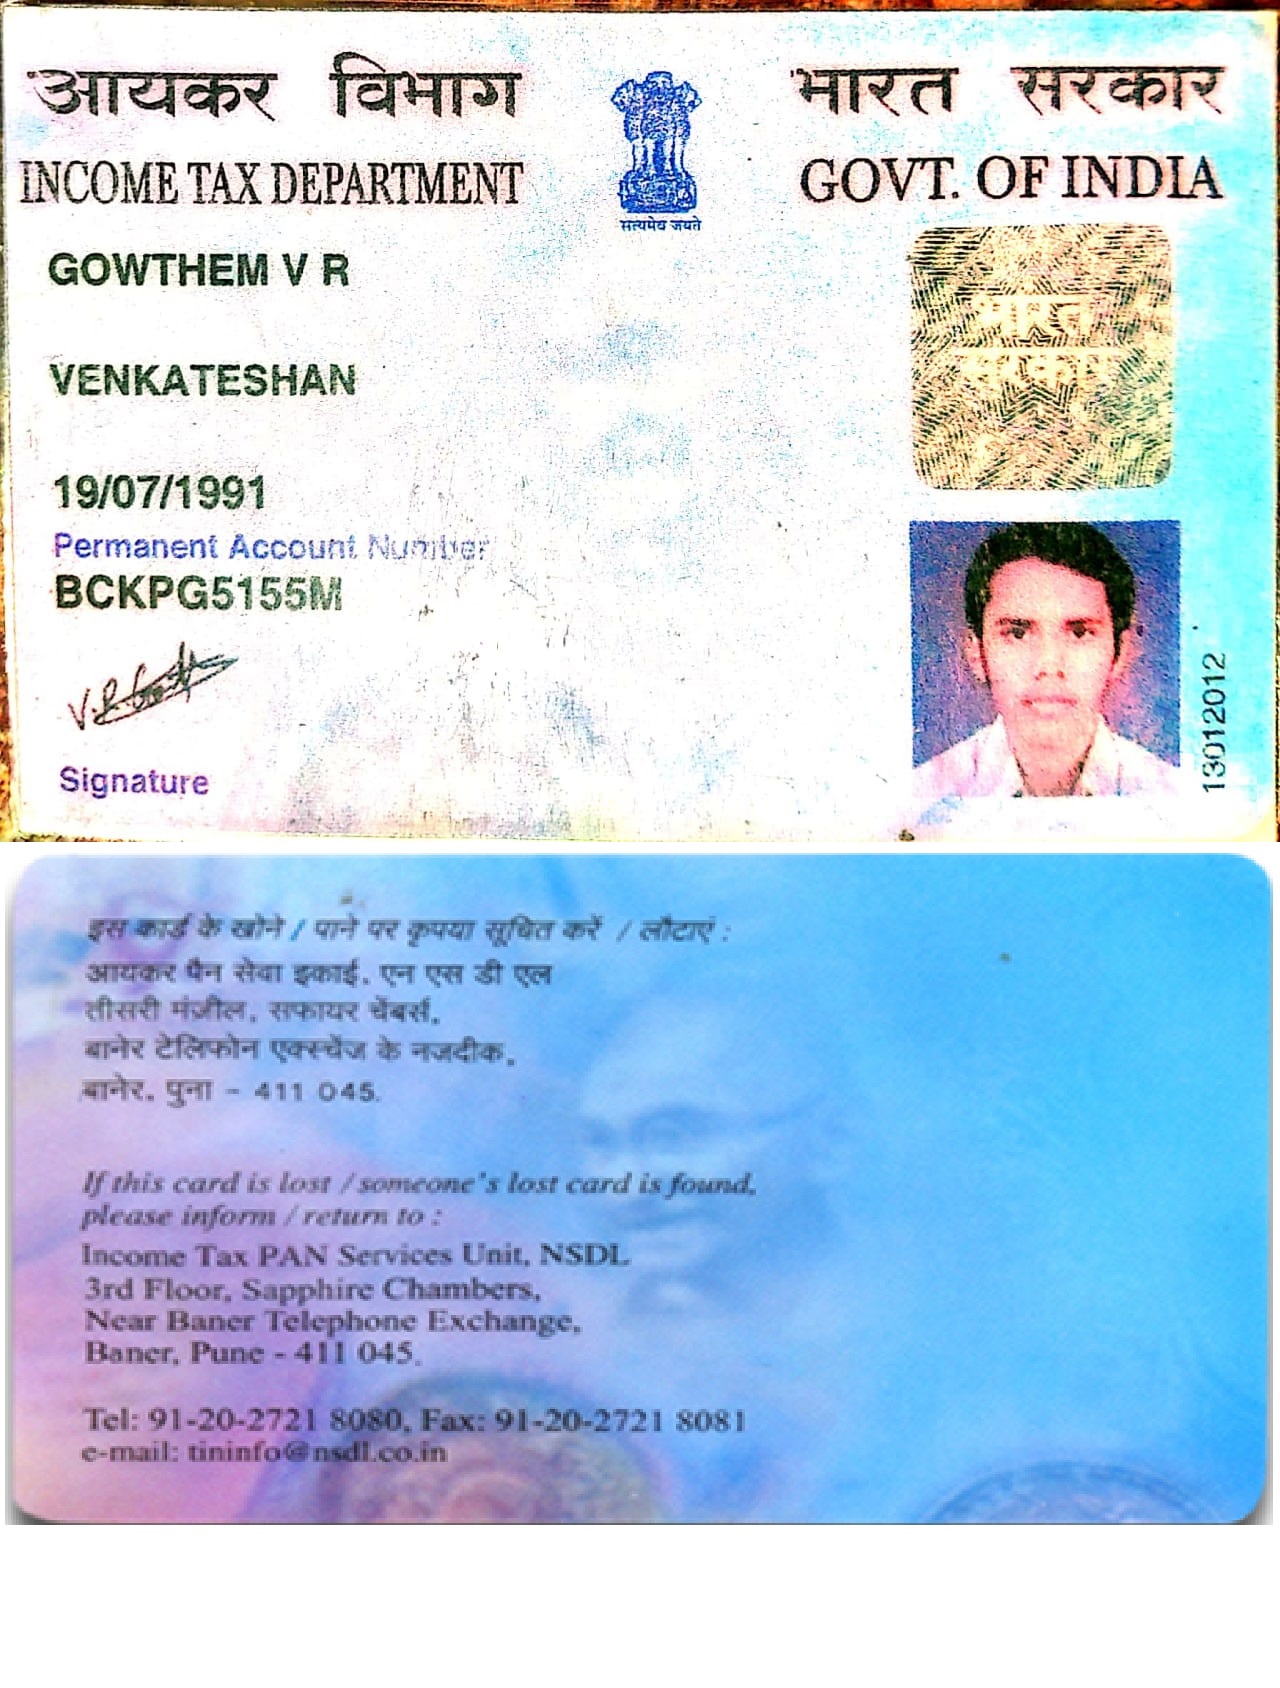 आयकर विभाग
INCOME TAX DEPARTMENT
सत्यमेव जयते
भारत सरकार
GOVT. OF INDIA
GOWTHEM V R
VENKATESHAN
19/07/1991
Permanent Account Number
BCKPG5155M
Signature
भारत
सरकार
13012012
इस कार्ड के खोने / पाने पर कृपया सूचित करें / लौटाएं :
आयकर पैन सेवा इकाई, एन एस डी एल
तीसरी मंजील, सफायर चेंबर्स,
बानेर टेलिफोन एक्स्चेंज के नजदीक,
बानेर, पुना - 411 045.
If this card is lost / someone's lost card is found,
please inform / return to :
Income Tax PAN Services Unit, NSDL
3rd Floor, Sapphire Chambers,
Near Baner Telephone Exchange,
Baner, Pune - 411 045.
Tel: 91-20-2721 8080, Fax: 91-20-2721 8081
e-mail: tininfo@nsdl.co.in